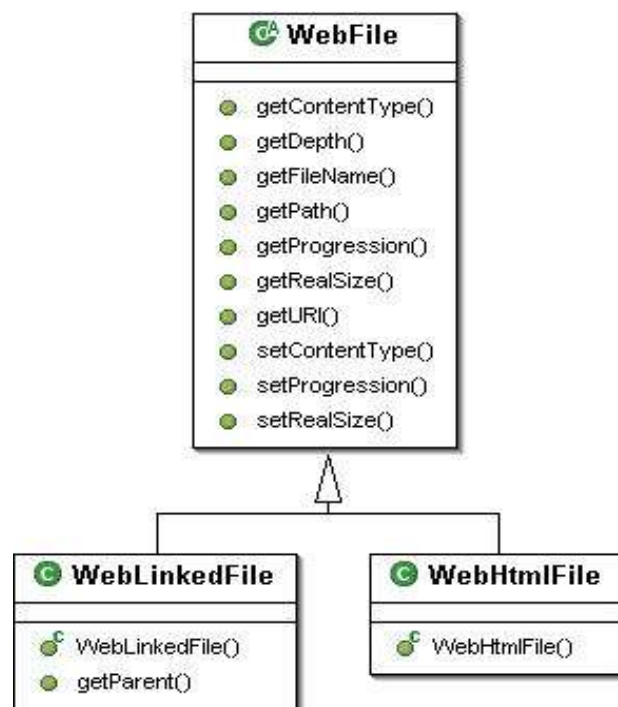 WebFile
getContentType()
getDepth()
getFileName()
getPath()
getProgression()
getRealSize()
getURI()
setContentType()
setProgression()
setRealSize()
WebLinkedFile
WebLinkedFile()
getParent()
WebHtmlFile
WebHtmlFile()